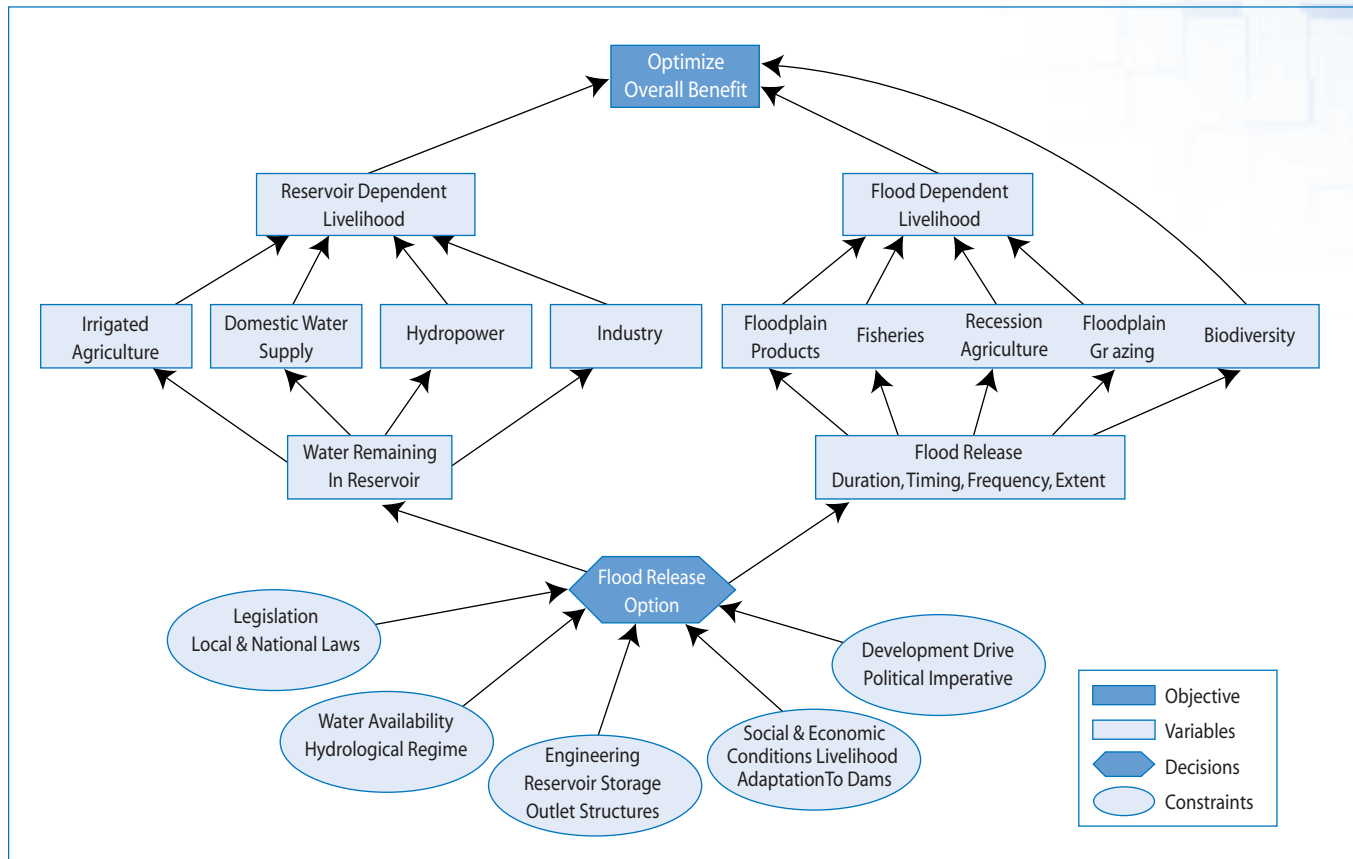 Optimize
Overall Benefit
Reservoir Dependent
Livelihood
Flood Dependent
Livelihood
Irrigated
Agriculture
Domestic Water
Supply
Hydropower
Industry
Floodplain
Products
Fisheries
Recession
Agriculture
Floodplain
Gr azing
Biodiversity
Water Remaining
In Reservoir
Flood Release
Duration, Timing, Frequency, Extent
Flood Release
Option
Legislation
Local & National Laws
Water Availability
Hydrological Regime
Engineering
Reservoir Storage
Outlet Structures
Social & Economic
Conditions Livelihood
AdaptationTo Dams
Development Drive
Political Imperative
Objective
Variables
Decisions
Constraints